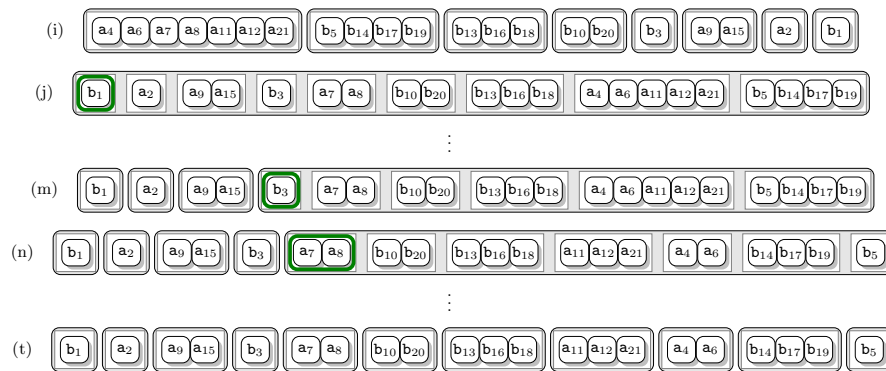 (i) a4 a6 a7 a8 a11 a12 a21 b5 b14 b17 b19 b13 b16 b18 b10 b20 b3 a9 a15 a2 b1
(j) b1 a2 a9 a15 b3 a7 a8 b10 b20 b13 b16 b18 a4 a6 a11 a12 a21 b5 b14 b17 b19
⋮
(m) b1 a2 a9 a15 b3 a7 a8 b10 b20 b13 b16 b18 a4 a6 a11 a12 a21 b5 b14 b17 b19
(n) b1 a2 a9 a15 b3 a7 a8 b10 b20 b13 b16 b18 a11 a12 a21 a4 a6 b14 b17 b19 b5
⋮
(t) b1 a2 a9 a15 b3 a7 a8 b10 b20 b13 b16 b18 a11 a12 a21 a4 a6 b14 b17 b19 b5